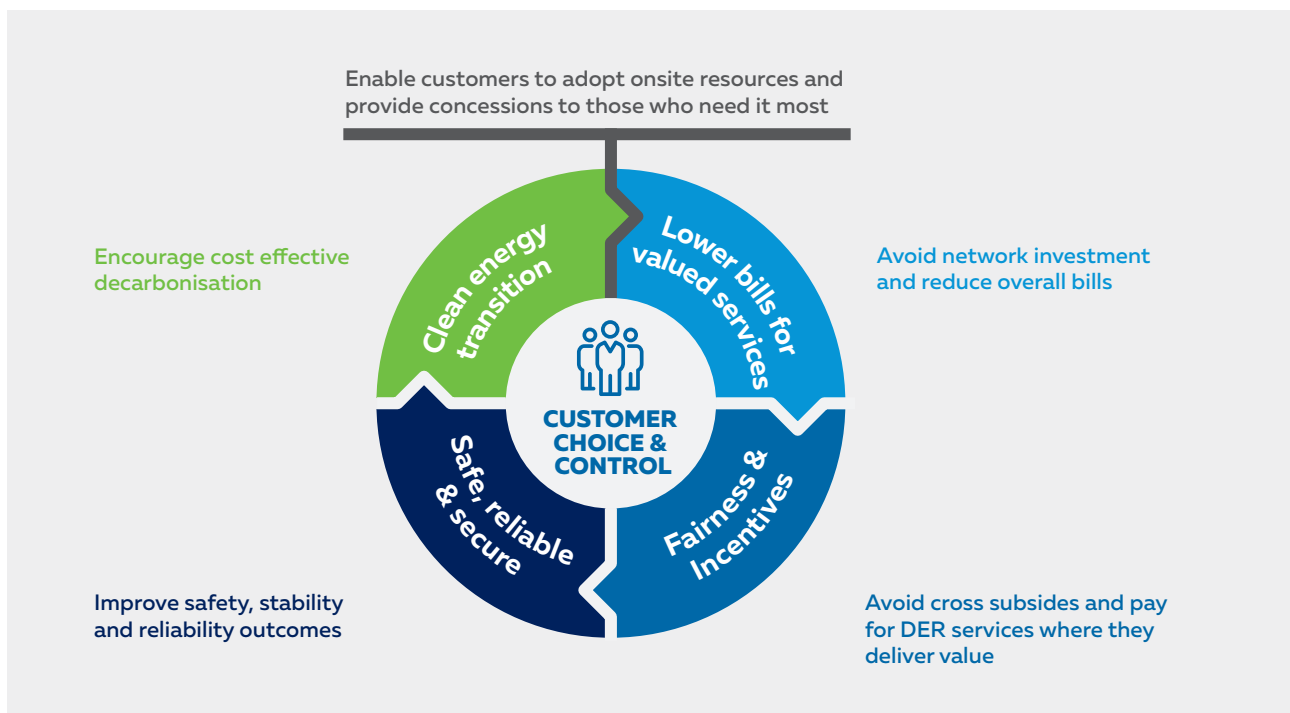 Enable customers to adopt onsite resources and
provide concessions to those who need it most
Encourage cost effective
decarbonisation
Clean energy
transition
Lower bills for
valued services
Avoid network investment
and reduce overall bills
CUSTOMER
CHOICE &
CONTROL
Safe, reliable
& secure
Fairness &
Incentives
Improve safety, stability
and reliability outcomes
Avoid cross subsides and pay
for DER services where they
deliver value